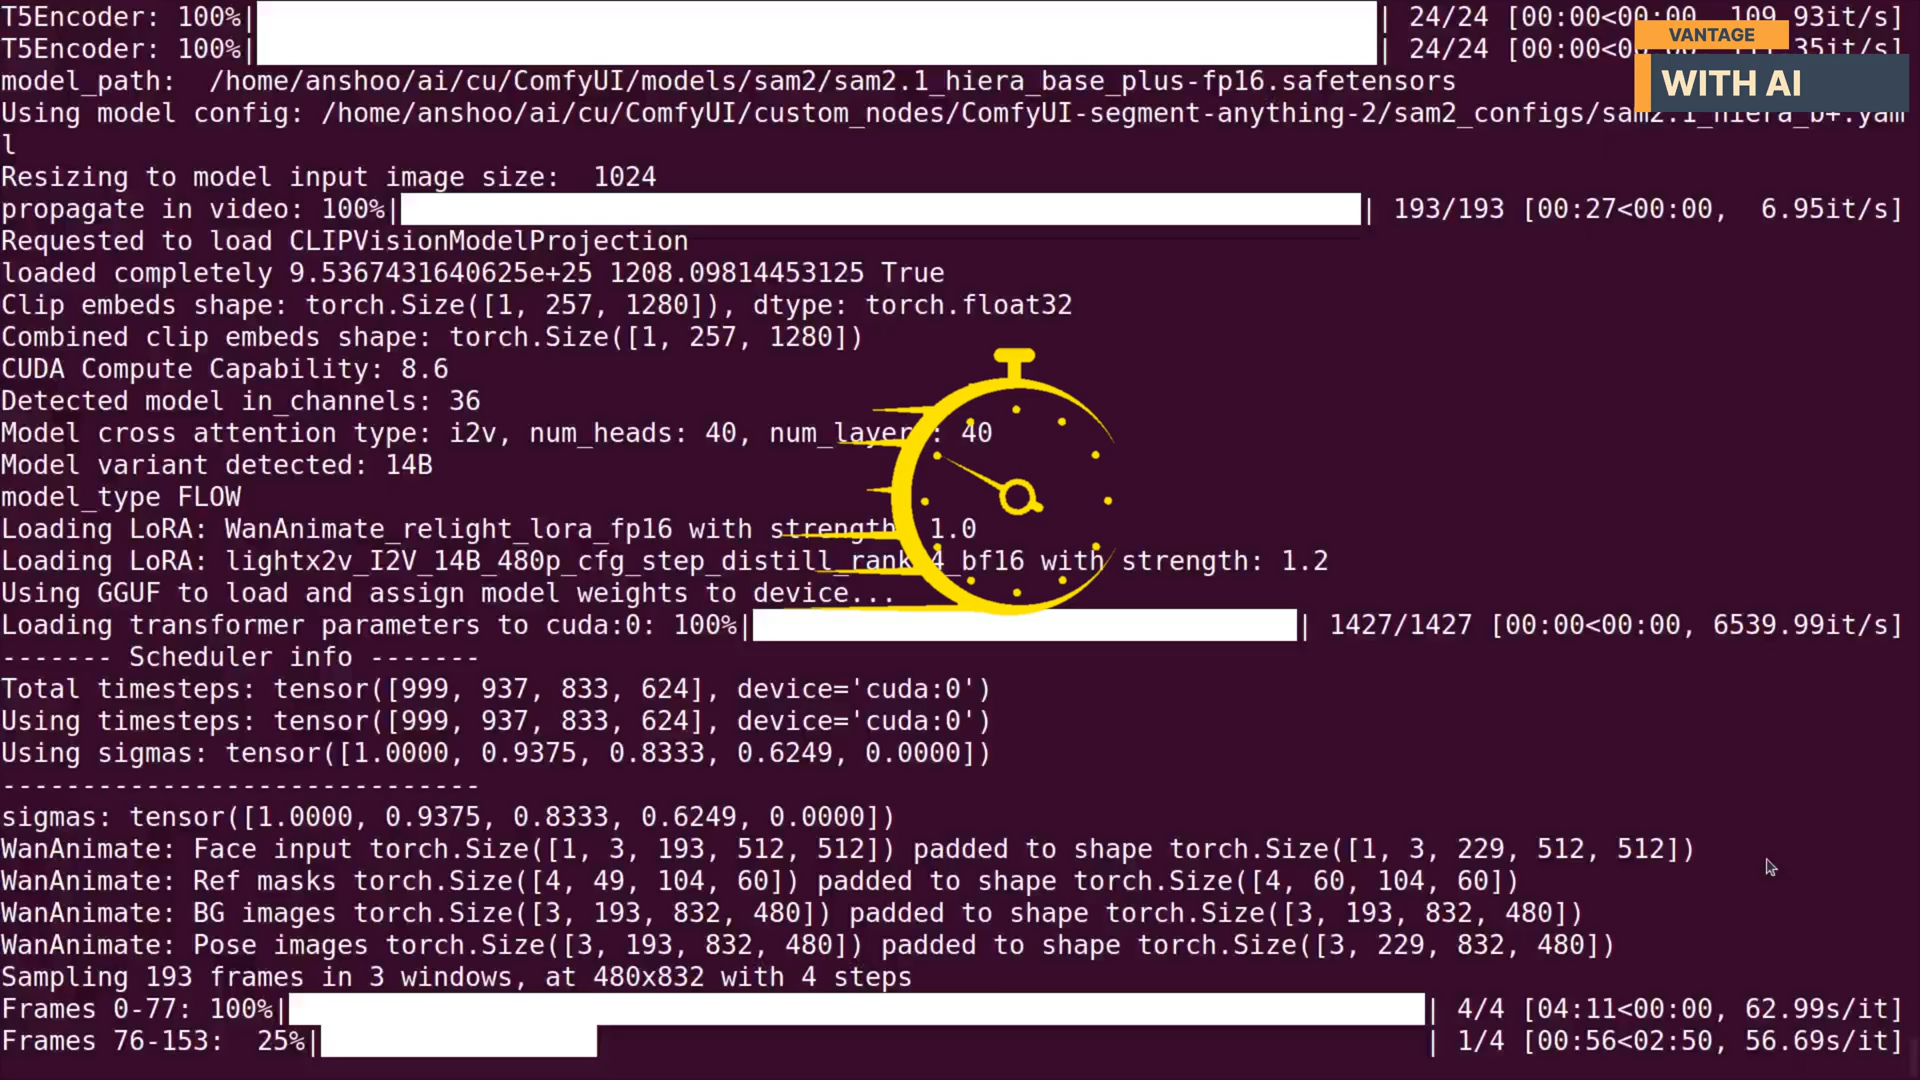 T5Encoder: 100%| | 24/24 [00:00<00:00, 109.93it/s]
T5Encoder: 100%| | 24/24 [00:00<00:00, 35it/s]
VANTAGE
WITH AI
model_path:  /home/anshoo/ai/cu/ComfyUI/models/sam2/sam2.1_hiera_base_plus-fp16.safetensors
Using model config: /home/anshoo/ai/cu/ComfyUI/custom_nodes/ComfyUI-segment-anything-2/sam2_configs/sam2.1_hiera_b+.yam
l
Resizing to model input image size:  1024
propagate in video: 100%| | 193/193 [00:27<00:00,  6.95it/s]
Requested to load CLIPVisionModelProjection
loaded completely 9.5367431640625e+25 1208.09814453125 True
Clip embeds shape: torch.Size([1, 257, 1280]), dtype: torch.float32
Combined clip embeds shape: torch.Size([1, 257, 1280])
CUDA Compute Capability: 8.6
Detected model in_channels: 36
Model cross attention type: i2v, num_heads: 40, num_layers: 40
Model variant detected: 14B
model_type FLOW
Loading LoRA: WanAnimate_relight_lora_fp16 with strength: 1.0
Loading LoRA: lightx2v_I2V_14B_480p_cfg_step_distill_rank64_bf16 with strength: 1.2
Using GGUF to load and assign model weights to device...
Loading transformer parameters to cuda:0: 100%| | 1427/1427 [00:00<00:00, 6539.99it/s]
------- Scheduler info -------
Total timesteps: tensor([999, 937, 833, 624], device='cuda:0')
Using timesteps: tensor([999, 937, 833, 624], device='cuda:0')
Using sigmas: tensor([1.0000, 0.9375, 0.8333, 0.6249, 0.0000])
------------------------------
sigmas: tensor([1.0000, 0.9375, 0.8333, 0.6249, 0.0000])
WanAnimate: Face input torch.Size([1, 3, 193, 512, 512]) padded to shape torch.Size([1, 3, 229, 512, 512])
WanAnimate: Ref masks torch.Size([4, 49, 104, 60]) padded to shape torch.Size([4, 60, 104, 60])
WanAnimate: BG images torch.Size([3, 193, 832, 480]) padded to shape torch.Size([3, 193, 832, 480])
WanAnimate: Pose images torch.Size([3, 193, 832, 480]) padded to shape torch.Size([3, 229, 832, 480])
Sampling 193 frames in 3 windows, at 480x832 with 4 steps
Frames 0-77: 100%| | 4/4 [04:11<00:00, 62.99s/it]
Frames 76-153:  25%| | 1/4 [00:56<02:50, 56.69s/it]